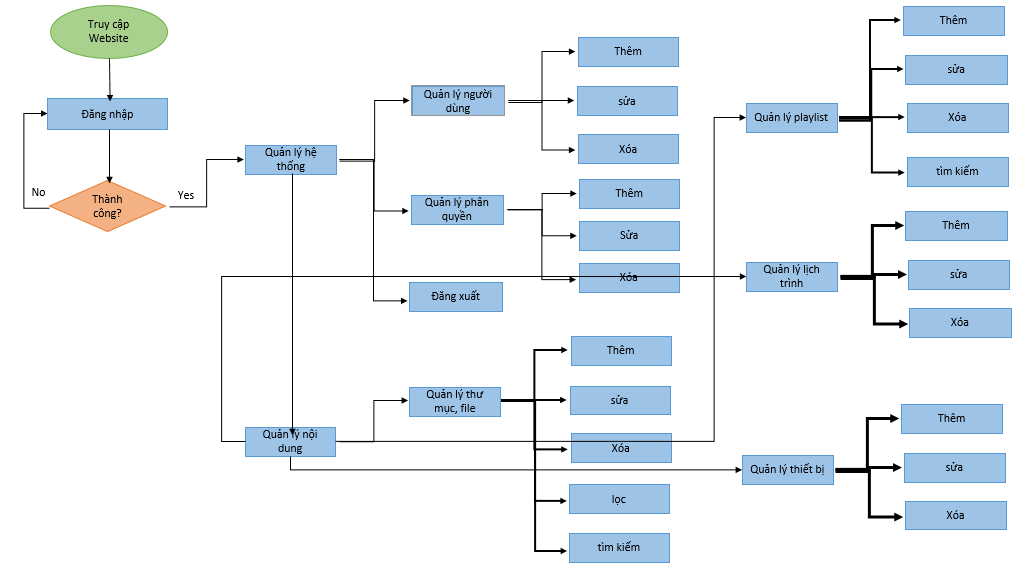 Truy cập
Website
Đăng nhập
No
Thành
công?
Yes
Quản lý hệ
thống
Quản lý người
dùng
Thêm
sửa
Xóa
Quản lý phân
quyền
Thêm
Sửa
Xóa
Đăng xuất
Quản lý nội
dung
Quản lý thư
mục, file
Thêm
sửa
Xóa
lọc
tìm kiếm
Quản lý playlist
Thêm
sửa
Xóa
tìm kiếm
Quản lý lịch
trình
Thêm
sửa
Xóa
Quản lý thiết bị
Thêm
sửa
Xóa